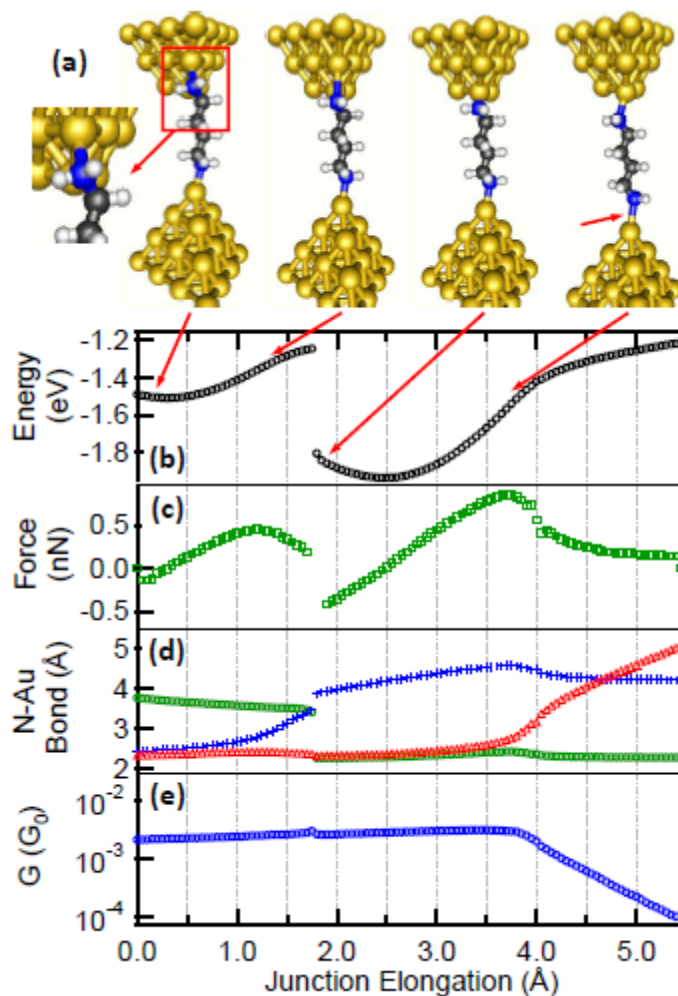 (a)
-1.2
-1.4
-1.6
-1.8
Energy
(eV)
(b)
0.5
0.0
-0.5
Force
(nN)
(c)
5
4
3
2
N-Au
Bond (Å)
(d)
10⁻²
10⁻³
10⁻⁴
G (G₀)
(e)
0.0 1.0 2.0 3.0 4.0 5.0
Junction Elongation (Å)